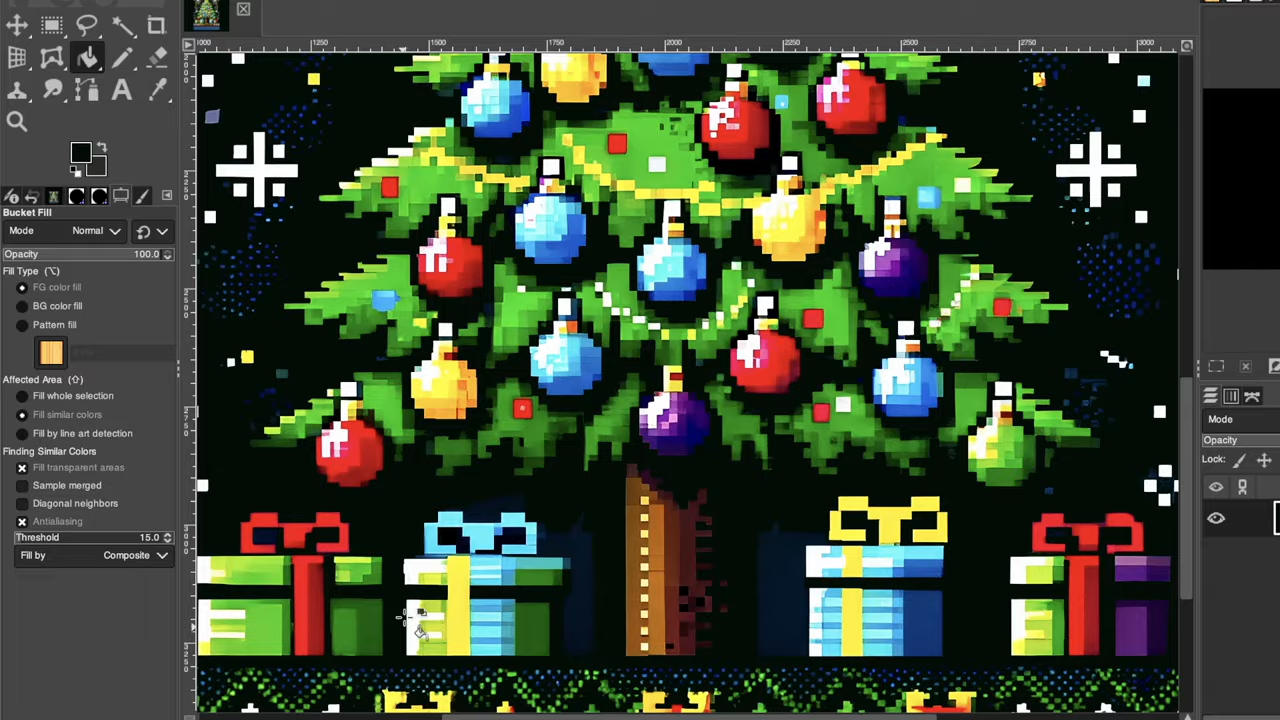 1000 1250 1500 1750 2000 2250 2500 2750 3000
Bucket Fill
Mode Normal
Opacity 100.0
Fill Type (⌥)
FG color fill
BG color fill
Pattern fill
Affected Area (⇧)
Fill whole selection
Fill similar colors
Fill by line art detection
Finding Similar Colors
Fill transparent areas
Sample merged
Diagonal neighbors
Antialiasing
Threshold 15.0
Fill by Composite
Mode
Opacity
Lock: